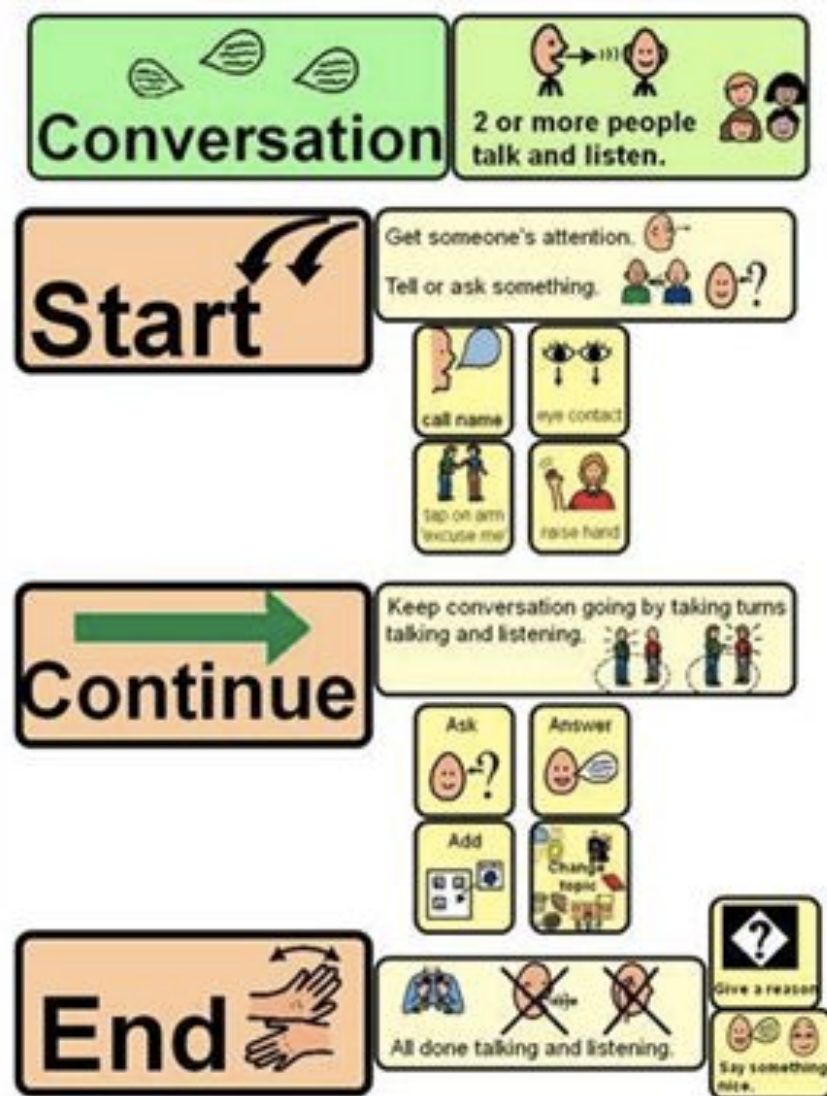 Conversation
2 or more people
talk and listen.
Start
Get someone's attention.
Tell or ask something.
?
call name
eye contact
tap on arm
'excuse me'
raise hand
Continue
Keep conversation going by taking turns
talking and listening.
Ask
?
Answer
Add
Change
topic
End
All done talking and listening.
?
Give a reason
Say something
nice.